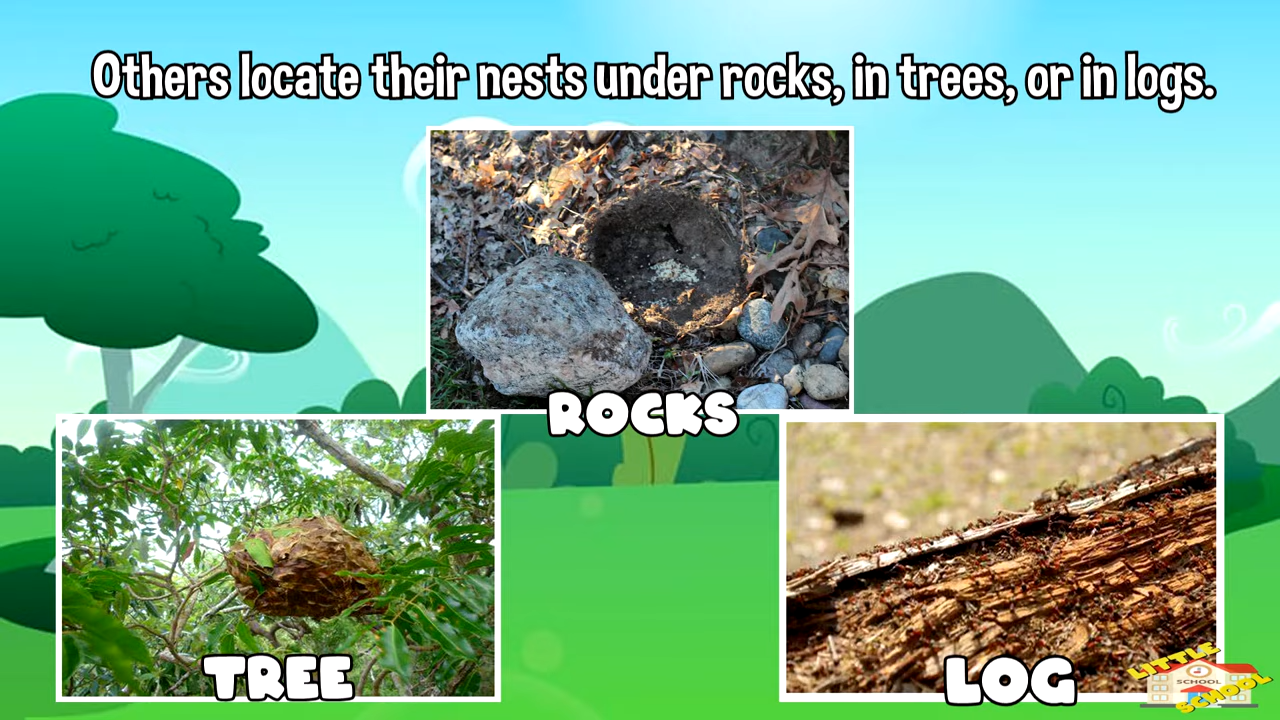 Others locate their nests under rocks, in trees, or in logs.
ROCKS
TREE
LOG
LITTLE
SCHOOL
SCHOOL